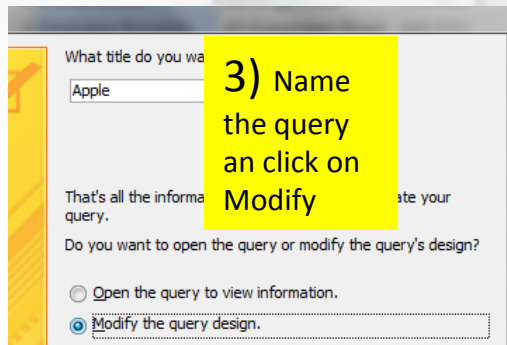 What title do you wa
Apple
3) Name
the query
an click on
Modify
That's all the informa
ate your
query.
Do you want to open the query or modify the query's design?
Open the query to view information.
Modify the query design.